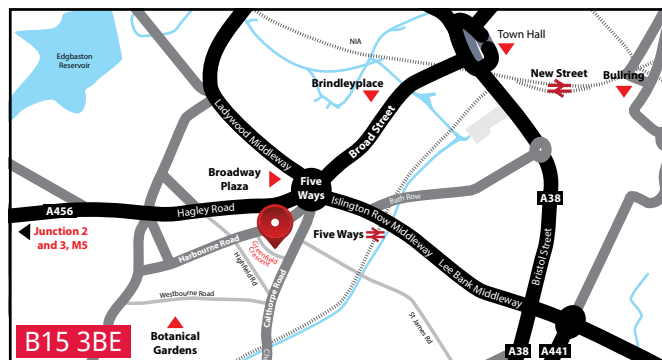 Edgbaston
Reservoir
NIA
Town Hall
New Street
Bullring
Brindleyplace
Ladywood Middleway
Broad Street
Broadway
Plaza
Five
Ways
Bath Row
A38
A456
Hagley Road
Islington Row Middleway
Junction 2
and 3, M5
Harbourne Road
Greenfield
Crescent
Highfield Rd
Five Ways
Bristol Street
Lee Bank Middleway
Calthorpe Road
Westbourne Road
St James Rd
Botanical
Gardens
B15 3BE
A38
A441